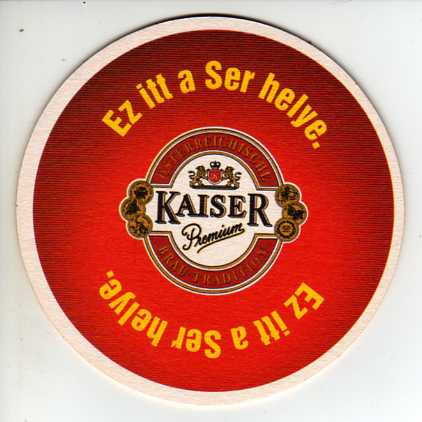 Ez itt a Ser helye.
ÖSTERREICHISCHE
KAISER
Premium
BRAU-TRADITION
Ez itt a Ser helye.